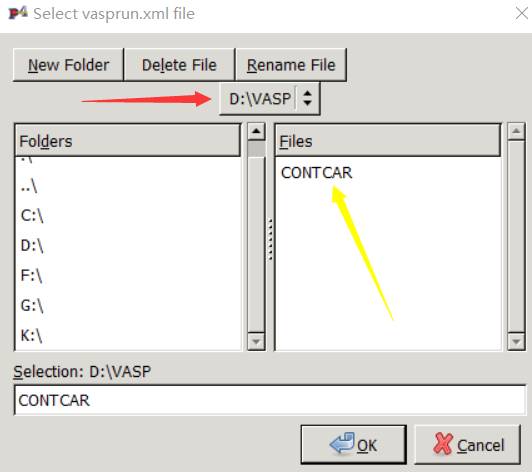 P4 Select vasprun.xml file
New Folder Delete File Rename File
D:\VASP
Folders
.\
..\
C:\
D:\
F:\
G:\
K:\
Files
CONTCAR
Selection: D:\VASP
CONTCAR
OK Cancel